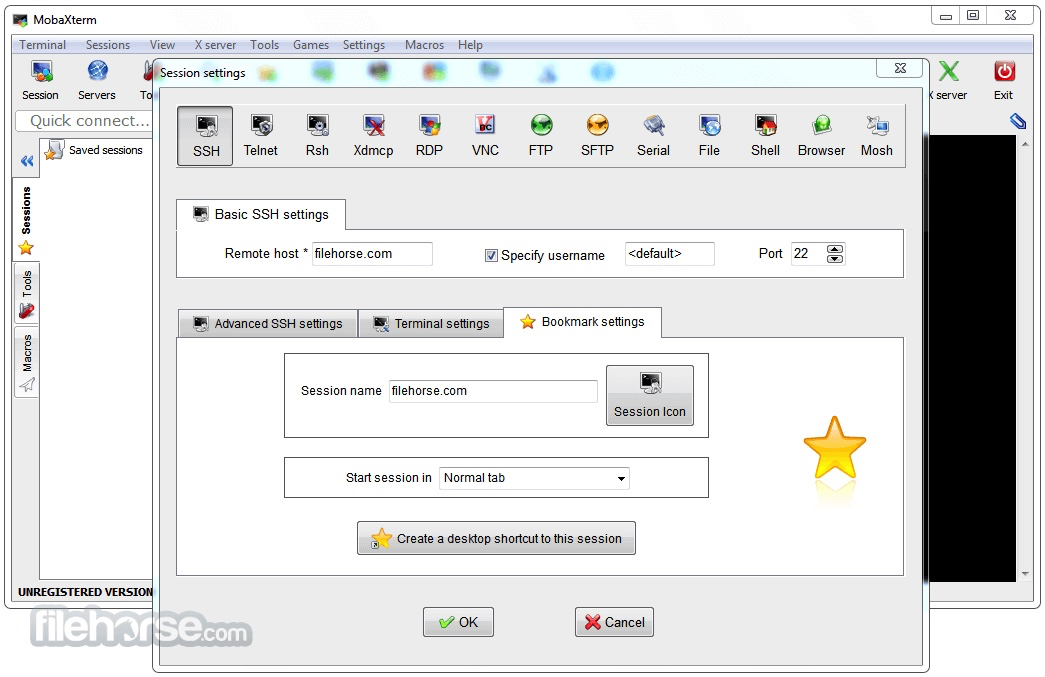 MobaXterm
Terminal Sessions View X server Tools Games Settings Macros Help
Session settings
Session Servers To X server Exit
Quick connect...
Saved sessions
Sessions
Tools
Macros
SSH Telnet Rsh Xdmcp RDP VNC FTP SFTP Serial File Shell Browser Mosh
Basic SSH settings
Remote host * filehorse.com Specify username <default> Port 22
Advanced SSH settings Terminal settings Bookmark settings
Session name filehorse.com Session Icon
Start session in Normal tab
Create a desktop shortcut to this session
UNREGISTERED VERSION
OK Cancel
filehorse.com